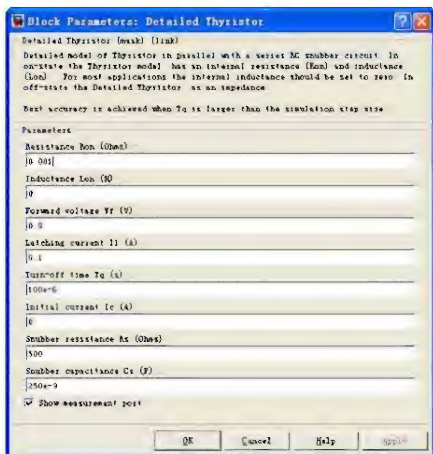 Block Parameters: Detailed Thyristor
Detailed Thyristor (mask) (link)
Detailed model of Thyristor in parallel with a series RC snubber circuit. In
on-state the Thyristor model has an internal resistance (Ron) and inductance
(Lon) For most applications the internal inductance should be set to zero In
off-state the Detailed Thyristor as an impedance
Best accuracy is achieved when Tq is larger than the simulation step size
Parameters
Resistance Ron (Ohms)
0.001
Inductance Lon (H)
0
Forward voltage Vf (V)
0.8
Latching current Il (A)
0.1
Turn-off time Tq (s)
100e-6
Initial current Ic (A)
0
Snubber resistance Rs (Ohms)
500
Snubber capacitance Cs (F)
250e-9
Show measurement port
OK
Cancel
Help
Apply